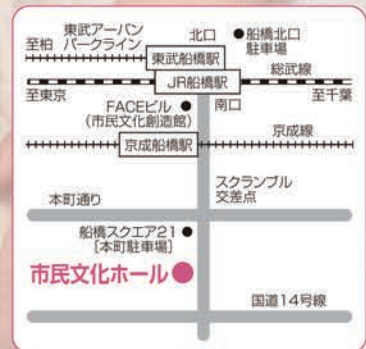 東武アーバン
パークライン
至柏
北口
船橋北口
駐車場
東武船橋駅
JR船橋駅
総武線
至東京
至千葉
南口
FACEビル
(市民文化創造館)
京成線
京成船橋駅
スクランブル
交差点
本町通り
船橋スクエア21
[本町駐車場]
市民文化ホール
国道14号線